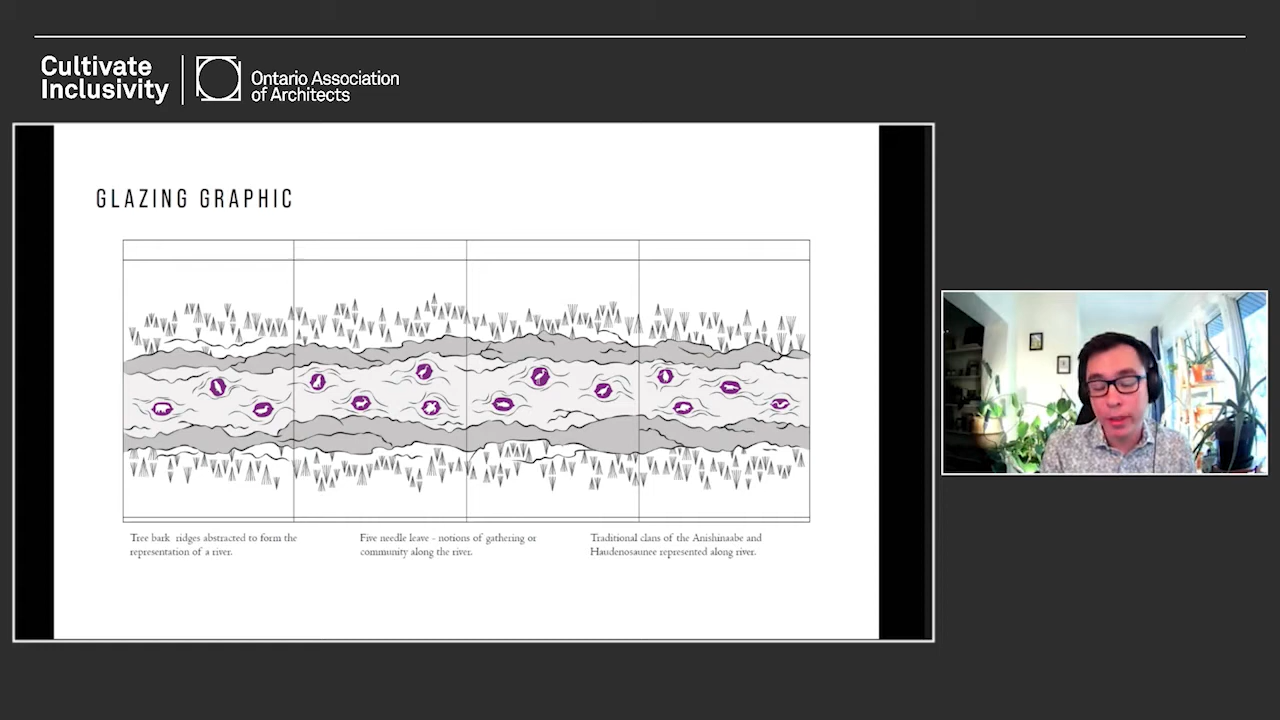 Cultivate
Inclusivity
Ontario Association
of Architects
GLAZING GRAPHIC
Tree bark ridges abstracted to form the
representation of a river.
Five needle leave - notions of gathering or
community along the river.
Traditional clans of the Anishinaabe and
Haudenosaunee represented along river.